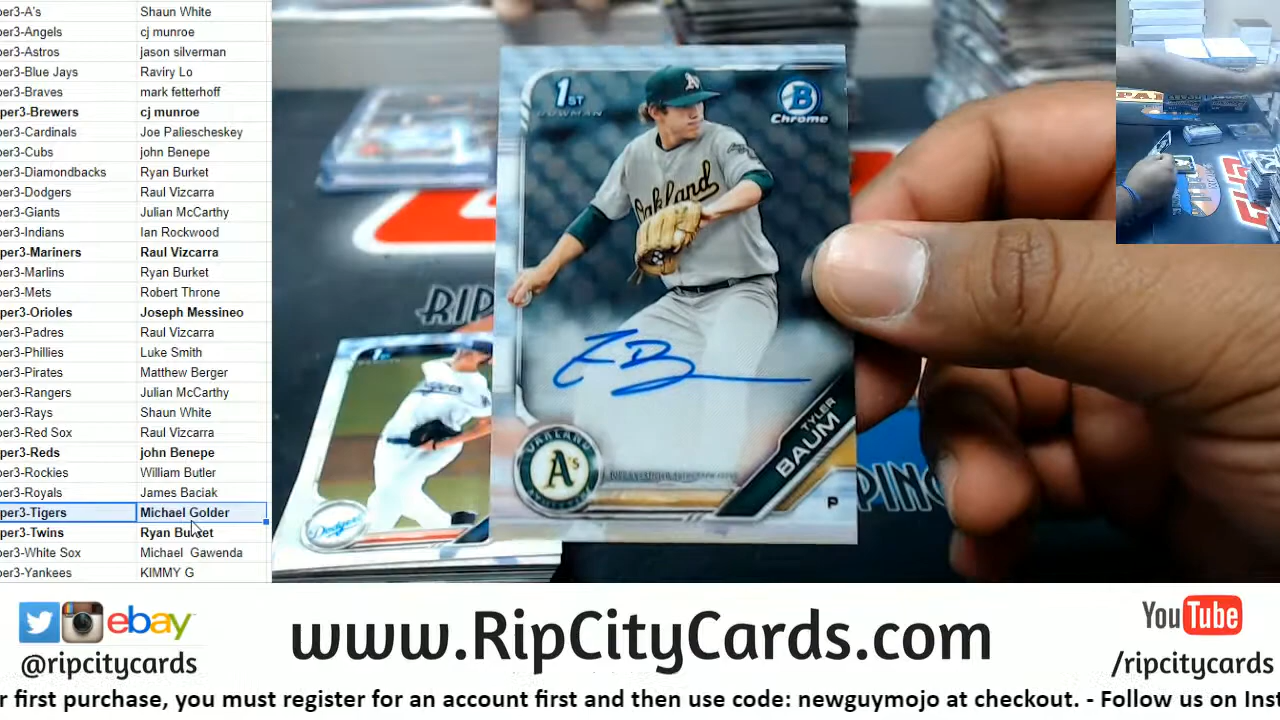 per3-A's Shaun White
per3-Angels cj munroe
per3-Astros jason silverman
per3-Blue Jays Raviry Lo
per3-Braves mark fetterhoff
per3-Brewers cj munroe
per3-Cardinals Joe Paliescheskey
per3-Cubs john Benepe
per3-Diamondbacks Ryan Burket
per3-Dodgers Raul Vizcarra
per3-Giants Julian McCarthy
per3-Indians Ian Rockwood
per3-Mariners Raul Vizcarra
per3-Marlins Ryan Burket
per3-Mets Robert Throne
per3-Orioles Joseph Messineo
per3-Padres Raul Vizcarra
per3-Phillies Luke Smith
per3-Pirates Matthew Berger
per3-Rangers Julian McCarthy
per3-Rays Shaun White
per3-Red Sox Raul Vizcarra
per3-Reds john Benepe
per3-Rockies William Butler
per3-Royals James Baciak
per3-Tigers Michael Golder
per3-Twins Ryan Burket
per3-White Sox Michael Gawenda
per3-Yankees KIMMY G
1ST
BOWMAN
B
Chrome
A's
Oakland
TYLER
BAUM
P
OAKLAND
A's
Dodgers
RIP
PING
ebay
@ripcitycards
www.RipCityCards.com
YouTube
/ripcitycards
r first purchase, you must register for an account first and then use code: newguymojo at checkout. - Follow us on Inst